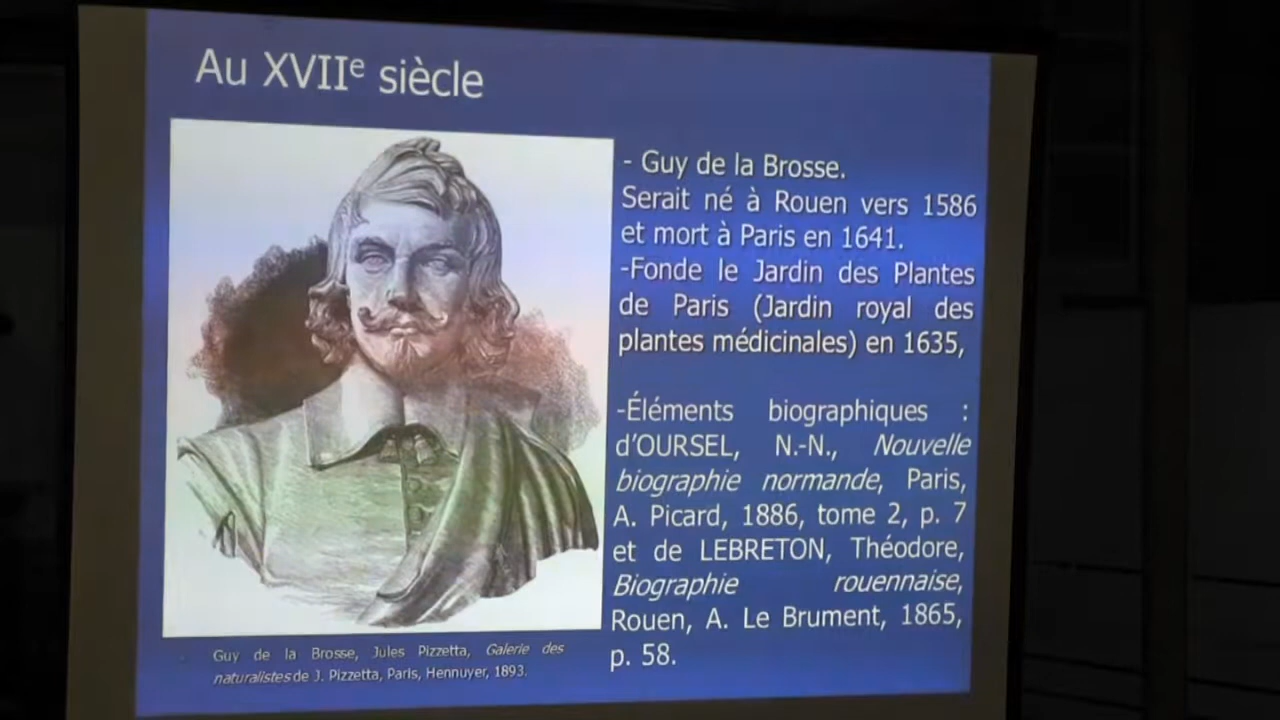 Au XVIIe siècle
- Guy de la Brosse.
Serait né à Rouen vers 1586
et mort à Paris en 1641.
-Fonde le Jardin des Plantes
de Paris (Jardin royal des
plantes médicinales) en 1635,
-Éléments biographiques :
d'OURSEL, N.-N., Nouvelle
biographie normande, Paris,
A. Picard, 1886, tome 2, p. 7
et de LEBRETON, Théodore,
Biographie rouennaise,
Rouen, A. Le Brument, 1865,
p. 58.
Guy de la Brosse, Jules Pizzetta, Galerie des
naturalistes de J. Pizzetta, Paris, Hennuyer, 1893.